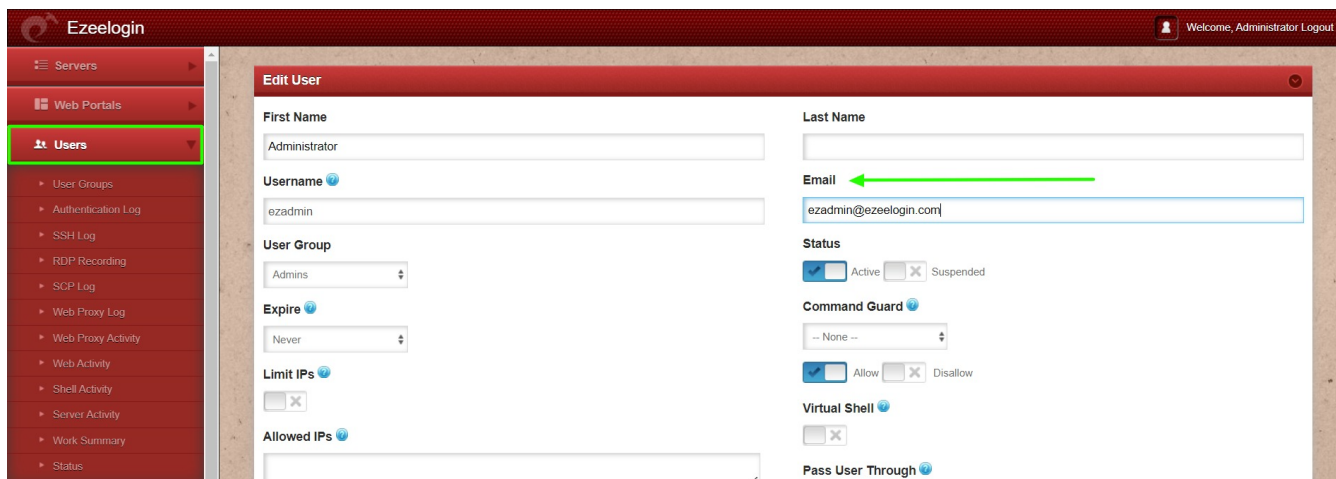 Ezeelogin
Welcome, Administrator Logout
Servers
Web Portals
Users
User Groups
Authentication Log
SSH Log
RDP Recording
SCP Log
Web Proxy Log
Web Proxy Activity
Web Activity
Shell Activity
Server Activity
Work Summary
Status
Edit User
First Name
Administrator
Last Name
Username
ezadmin
Email
ezadmin@ezeelogin.com
User Group
Admins
Status
Active Suspended
Expire
Never
Command Guard
-- None --
Allow Disallow
Limit IPs
Virtual Shell
Allowed IPs
Pass User Through